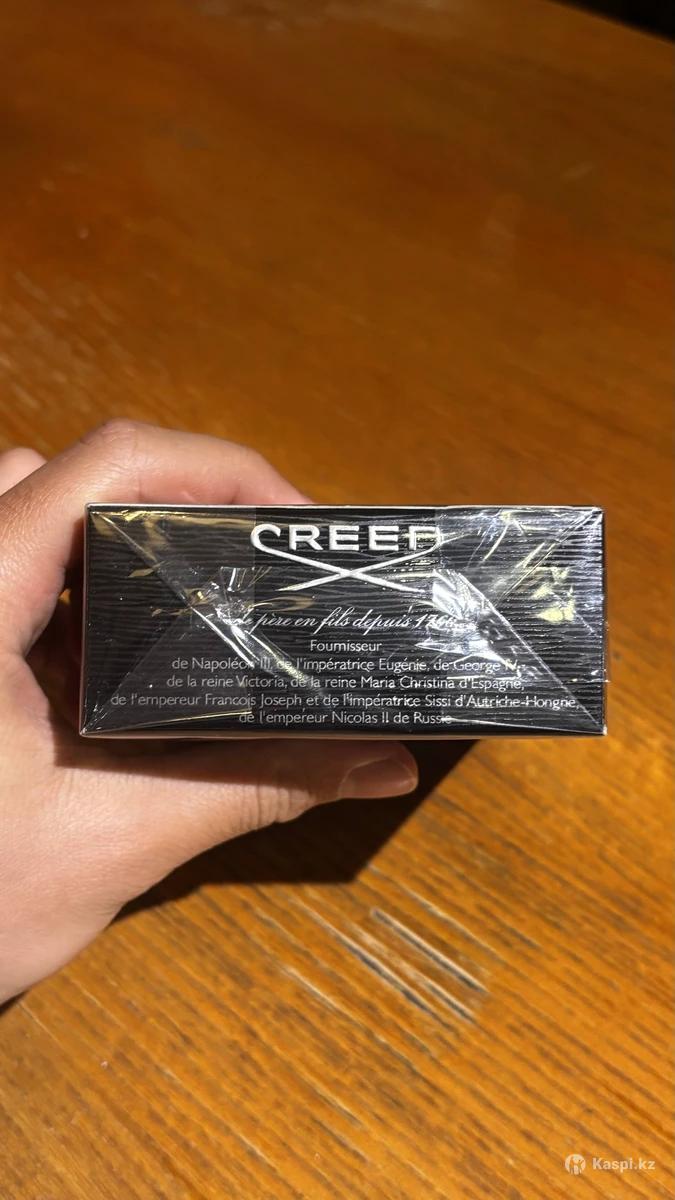 CREED
de père en fils depuis 1760
Fournisseur
de Napoléon III, de l'impératrice Eugénie, de George IV,
de la reine Victoria, de la reine Maria Christina d'Espagne,
de l'empereur François Joseph et de l'impératrice Sissi d'Autriche-Hongrie,
de l'empereur Nicolas II de Russie
Kaspi.kz